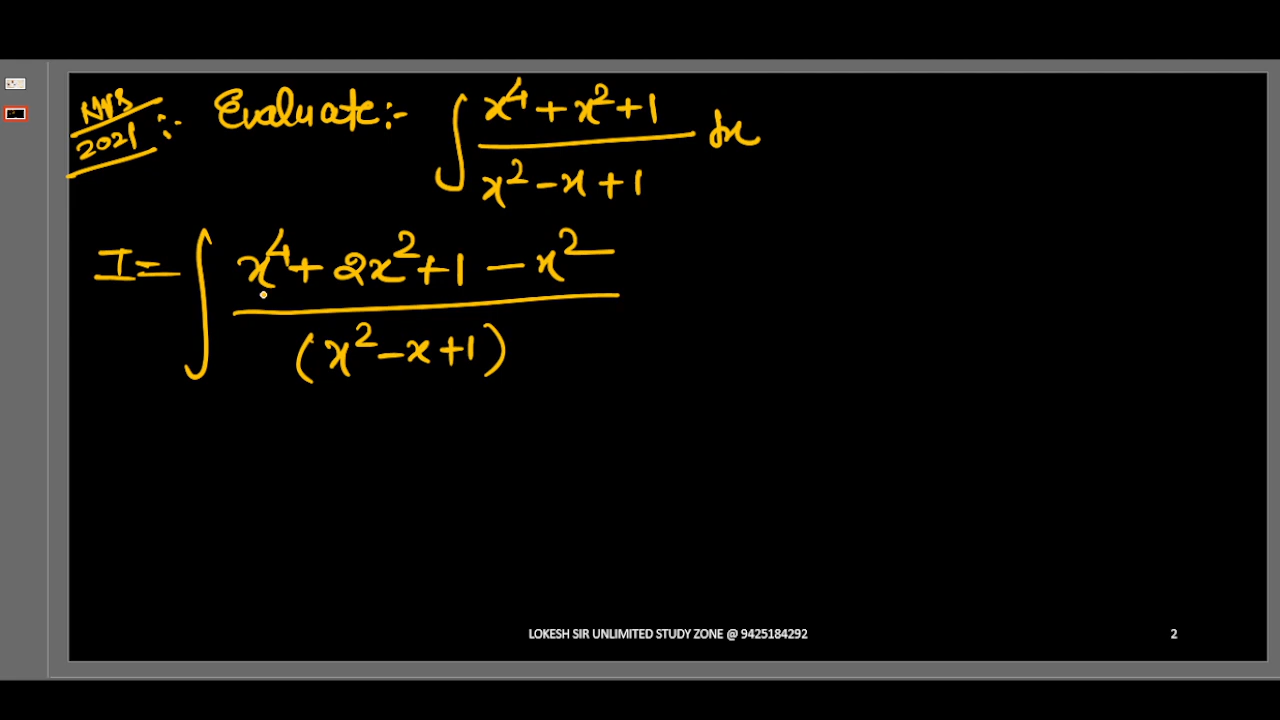 2021 :- Evaluate:- ∫ (x⁴ + x² + 1)/(x² - x + 1) dx
I = ∫ (x⁴ + 2x² + 1 - x²)/(x² - x + 1)
LOKESH SIR UNLIMITED STUDY ZONE @ 9425184292
2